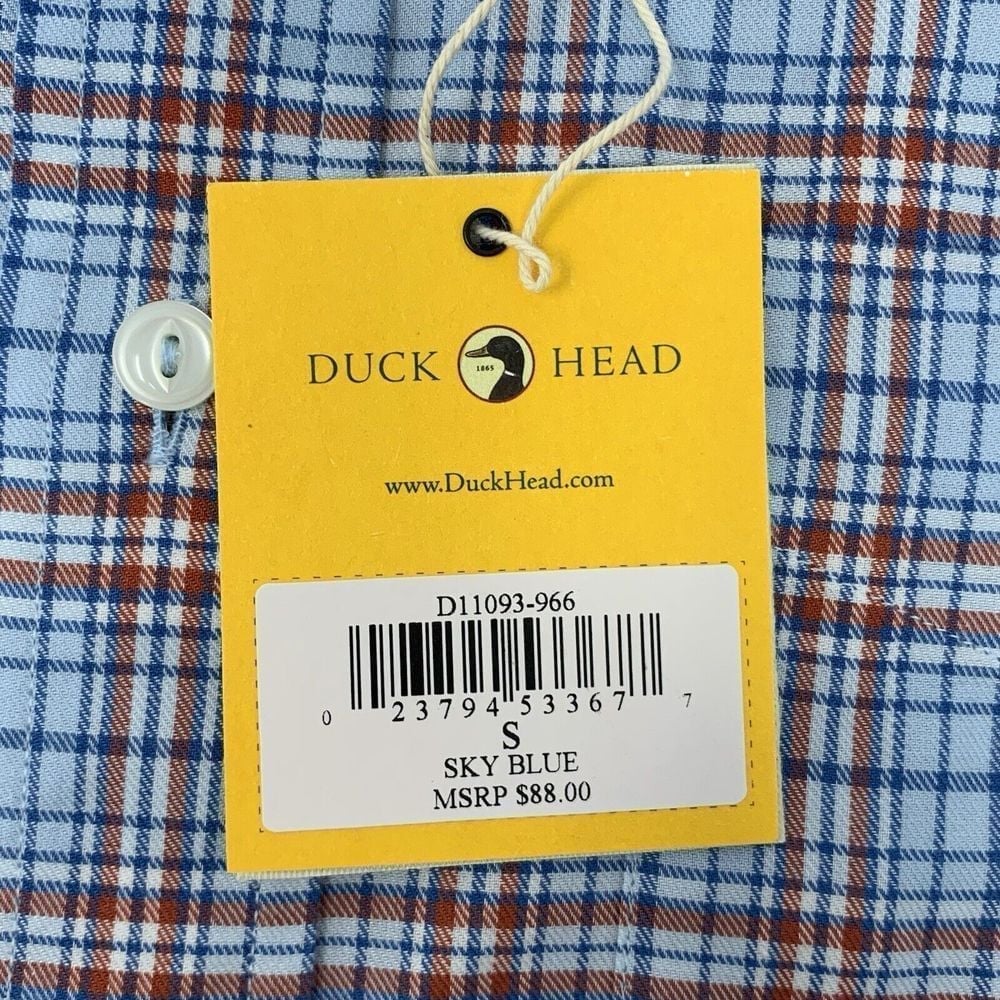 DUCK 1865 HEAD
www.DuckHead.com
D11093-966
0 23794 53367 7
S
SKY BLUE
MSRP $88.00